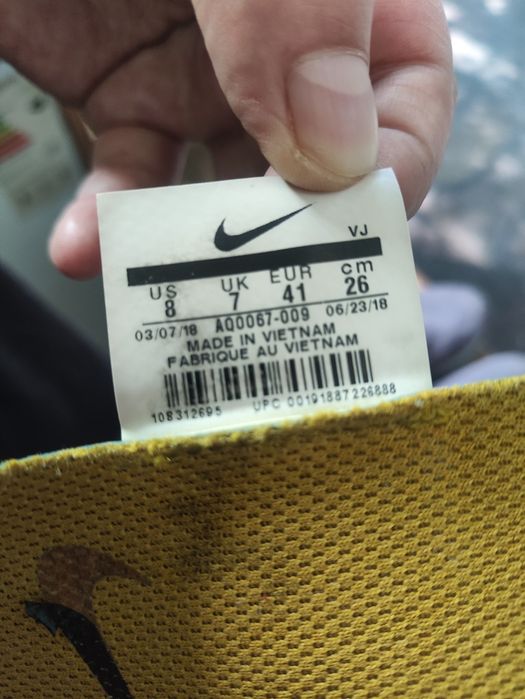 VJ
US UK EUR cm
8 7 41 26
03/07/18 AQ0067-009 06/23/18
MADE IN VIETNAM
FABRIQUE AU VIETNAM
108312695 UPC 00191887226888